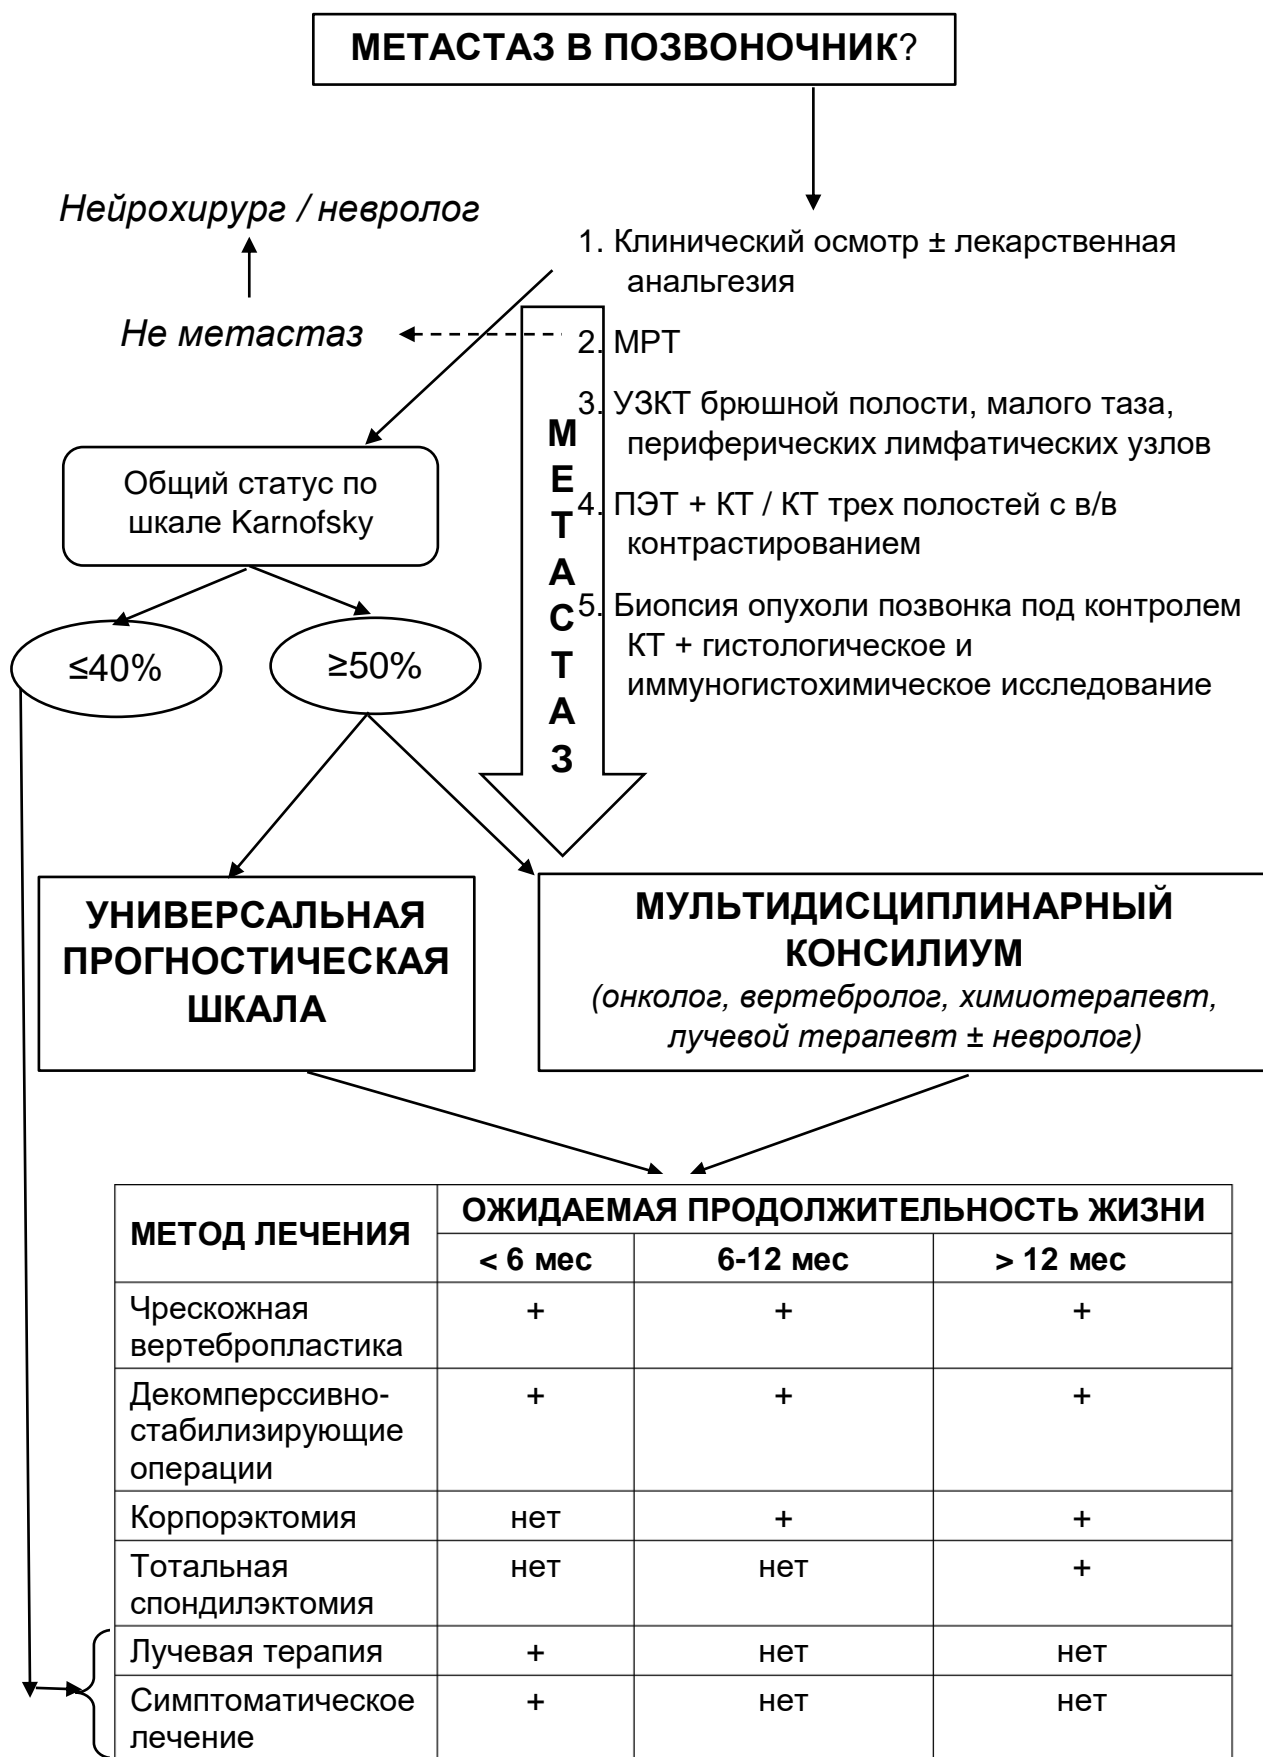 МЕТАСТАЗ В ПОЗВОНОЧНИК?
Нейрохирург / невролог
Не метастаз
1. Клинический осмотр ± лекарственная
анальгезия
2. МРТ
3. УЗКТ брюшной полости, малого таза,
периферических лимфатических узлов
4. ПЭТ + КТ / КТ трех полостей с в/в
контрастированием
5. Биопсия опухоли позвонка под контролем
КТ + гистологическое и
иммуногистохимическое исследование
М
Е
Т
А
С
Т
А
З
Общий статус по
шкале Karnofsky
≤40%
≥50%
УНИВЕРСАЛЬНАЯ
ПРОГНОСТИЧЕСКАЯ
ШКАЛА
МУЛЬТИДИСЦИПЛИНАРНЫЙ
КОНСИЛИУМ
(онколог, вертебролог, химиотерапевт,
лучевой терапевт ± невролог)
МЕТОД ЛЕЧЕНИЯ
ОЖИДАЕМАЯ ПРОДОЛЖИТЕЛЬНОСТЬ ЖИЗНИ
< 6 мес 6-12 мес > 12 мес
Чрескожная + + +
вертебропластика
Декомперссивно- + + +
стабилизирующие
операции
Корпорэктомия нет + +
Тотальная нет нет +
спондилэктомия
Лучевая терапия + нет нет
Симптоматическое + нет нет
лечение